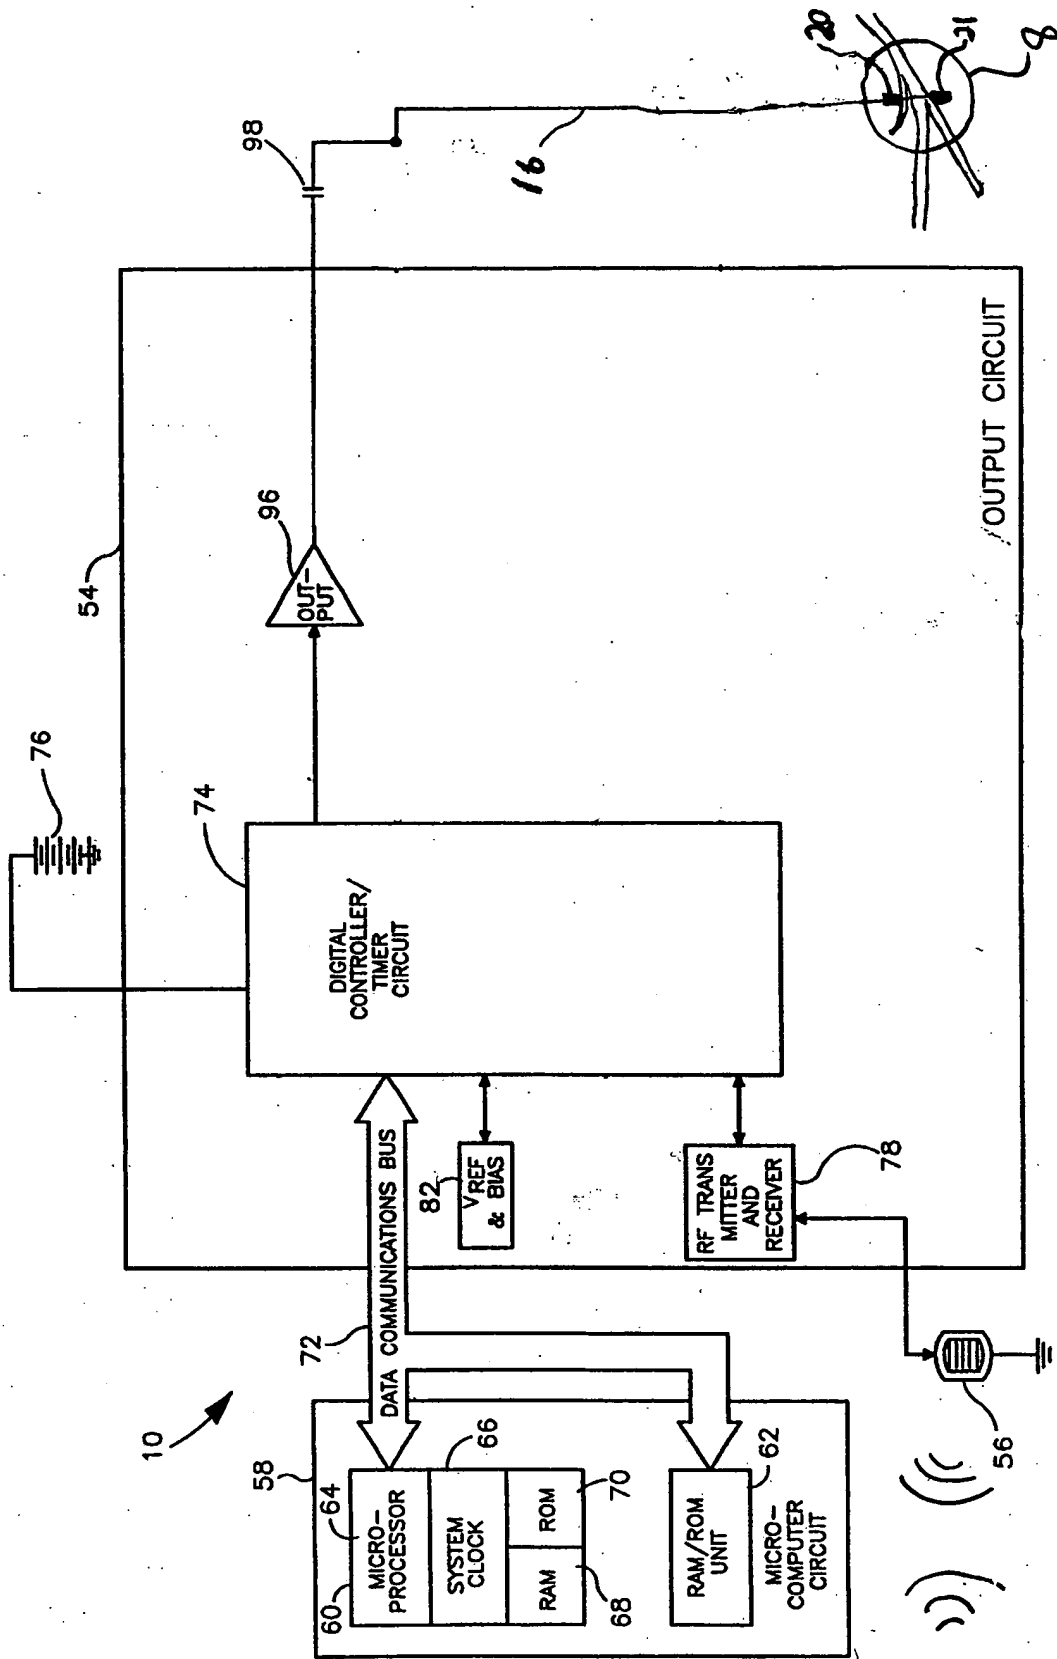 10
58
60
64
MICRO-
PROCESSOR
66
SYSTEM
CLOCK
RAM
ROM
68
70
62
RAM/ROM
UNIT
MICRO-
COMPUTER
CIRCUIT
72
DATA COMMUNICATIONS BUS
54
76
74
DIGITAL
CONTROLLER/
TIMER
CIRCUIT
82
VREF
& BIAS
RF TRANS
MITTER
AND
RECEIVER
78
56
96
OUT-
PUT
98
OUTPUT CIRCUIT
16
20
21
8